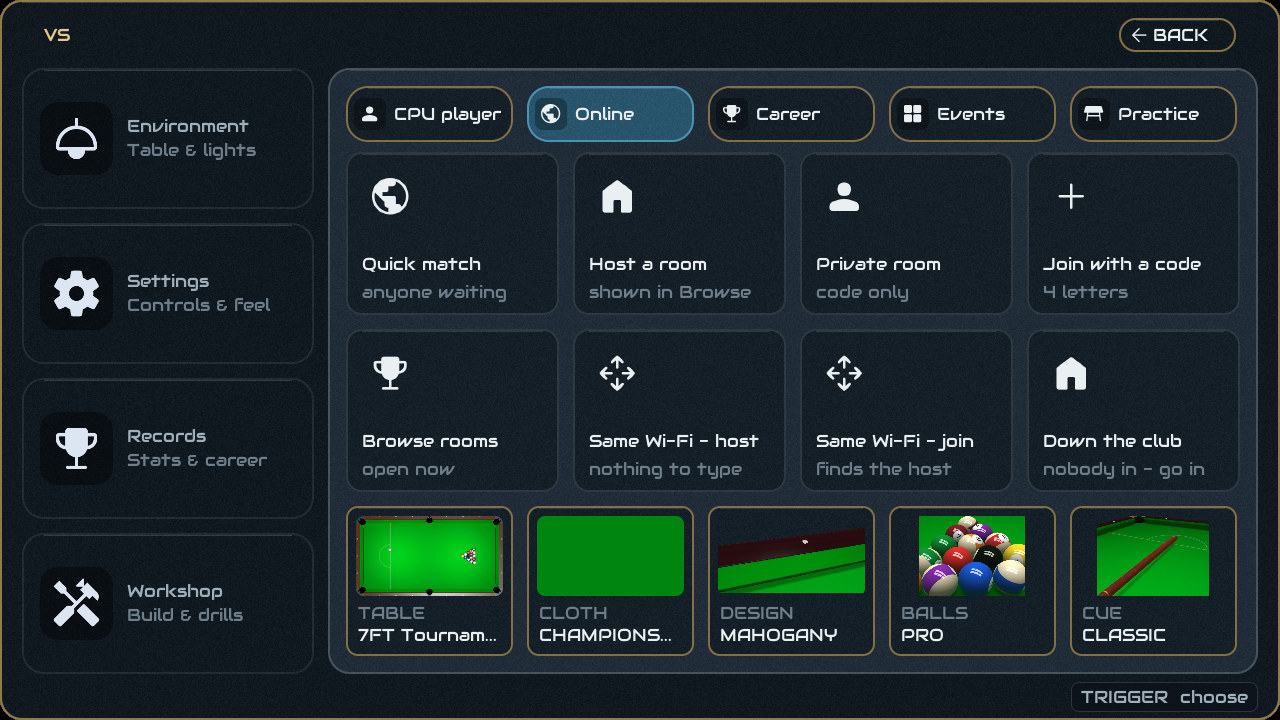 VS
BACK
Environment
Table & lights
Settings
Controls & feel
Records
Stats & career
Workshop
Build & drills
CPU player
Online
Career
Events
Practice
Quick match
anyone waiting
Host a room
shown in Browse
Private room
code only
Join with a code
4 letters
Browse rooms
open now
Same Wi-Fi - host
nothing to type
Same Wi-Fi - join
finds the host
Down the club
nobody in - go in
TABLE
7FT Tournam...
CLOTH
CHAMPIONS...
DESIGN
MAHOGANY
BALLS
PRO
CUE
CLASSIC
TRIGGER choose